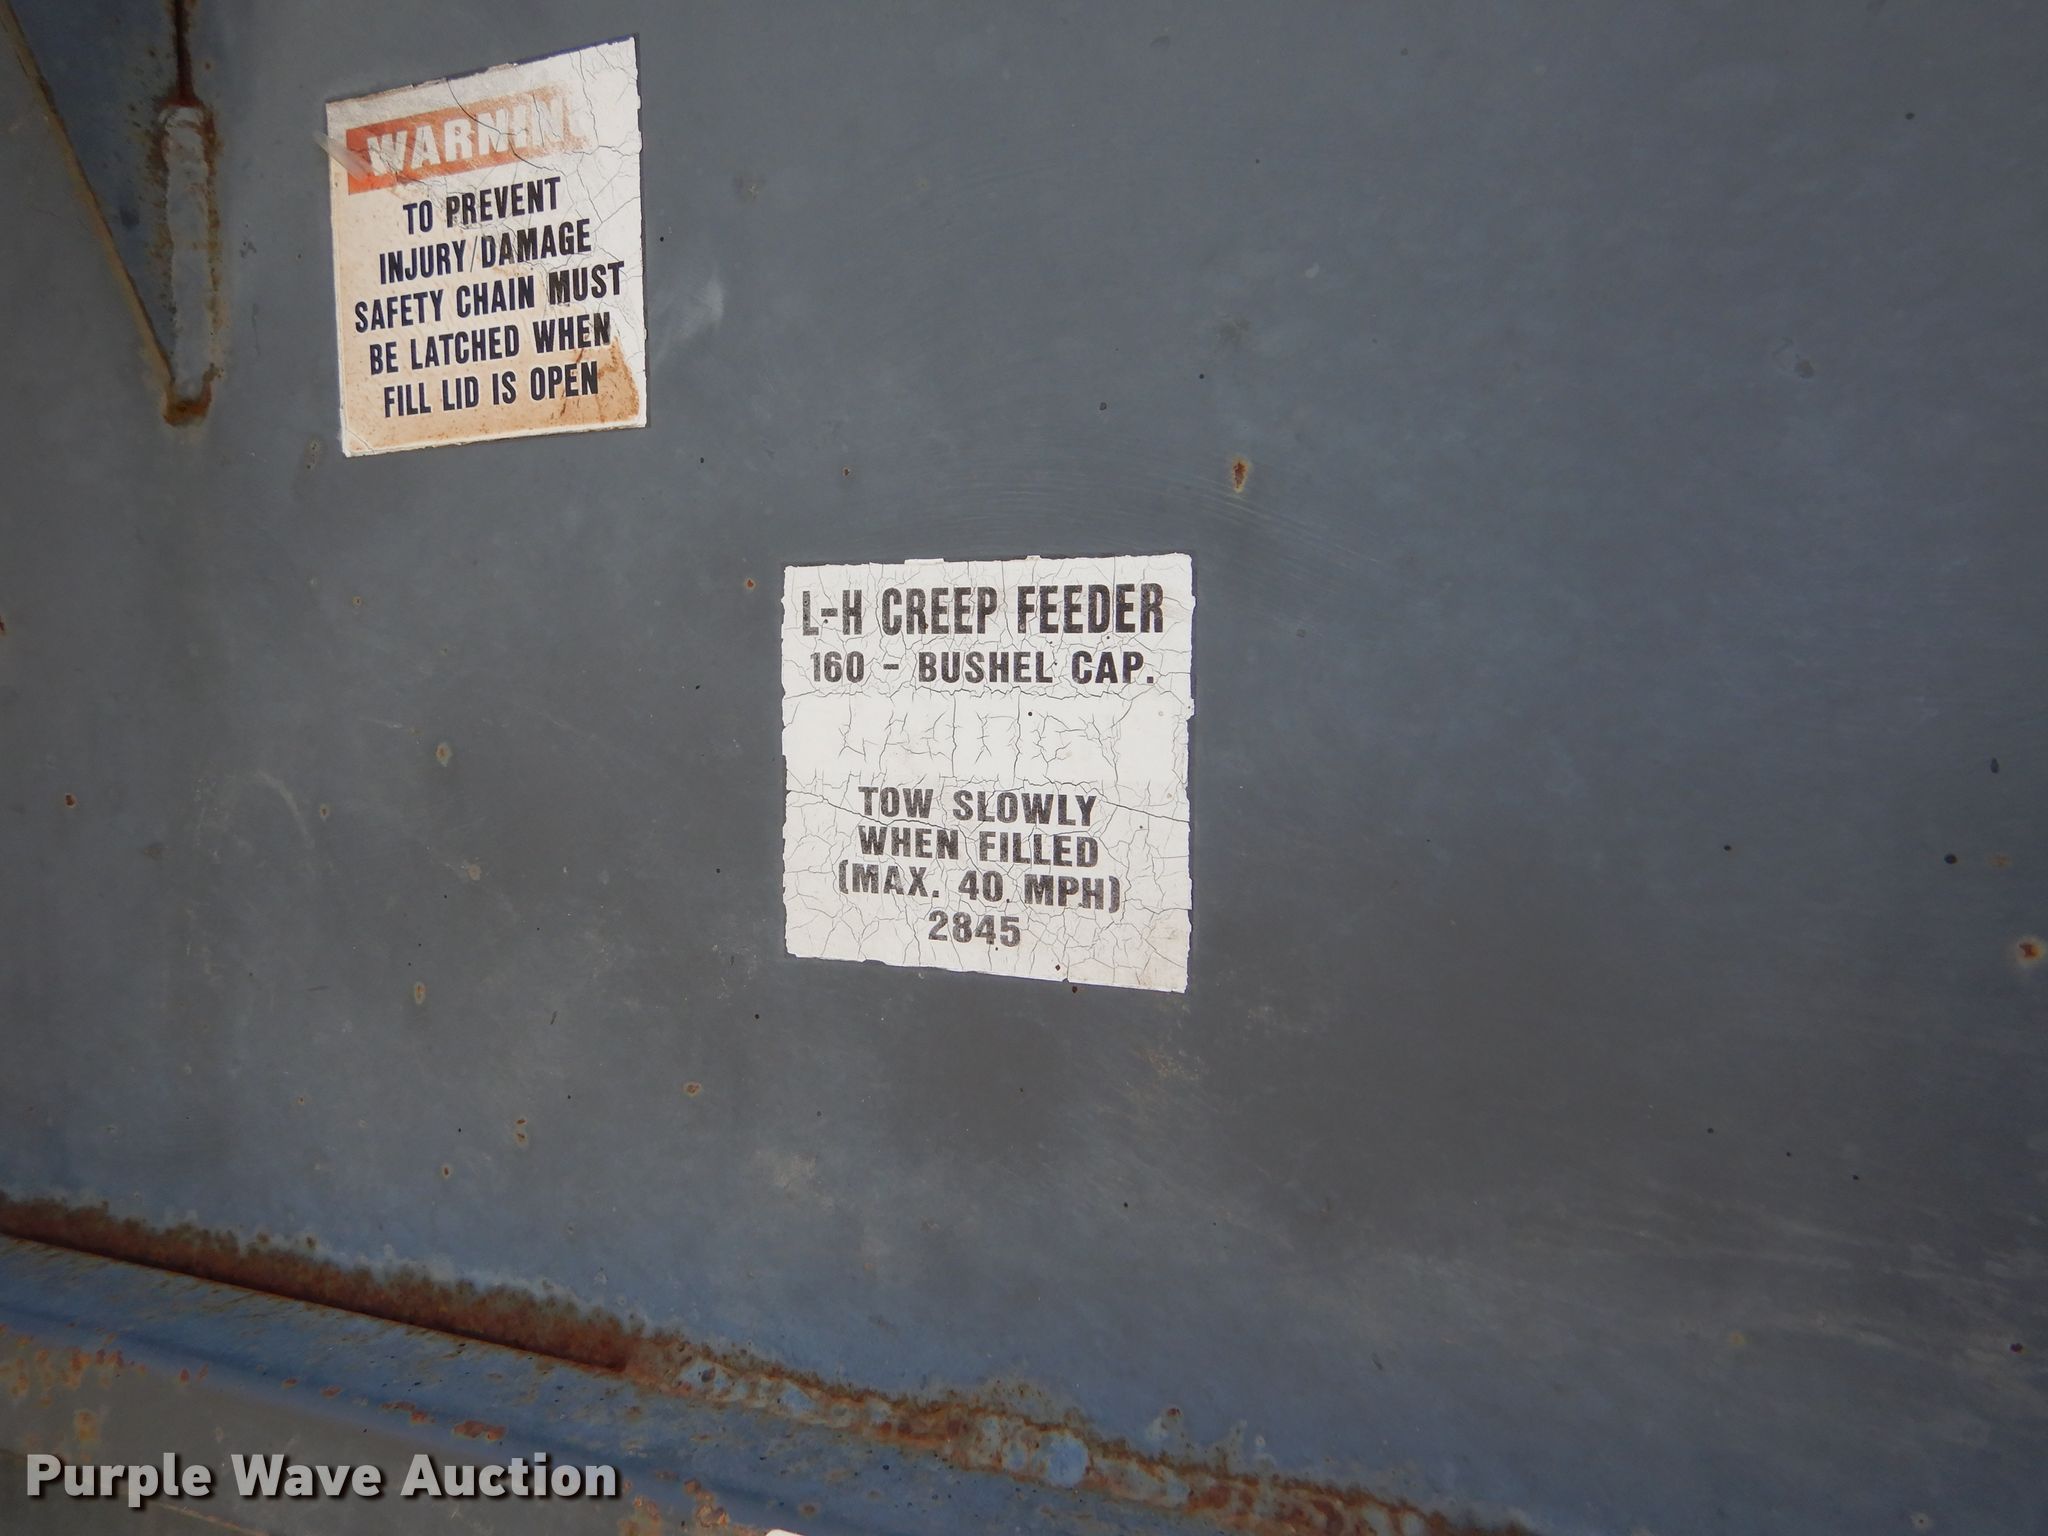 WARNING
TO PREVENT
INJURY/DAMAGE
SAFETY CHAIN MUST
BE LATCHED WHEN
FILL LID IS OPEN
L-H CREEP FEEDER
160 - BUSHEL CAP.
TOW SLOWLY
WHEN FILLED
(MAX. 40 MPH)
2845
Purple Wave Auction